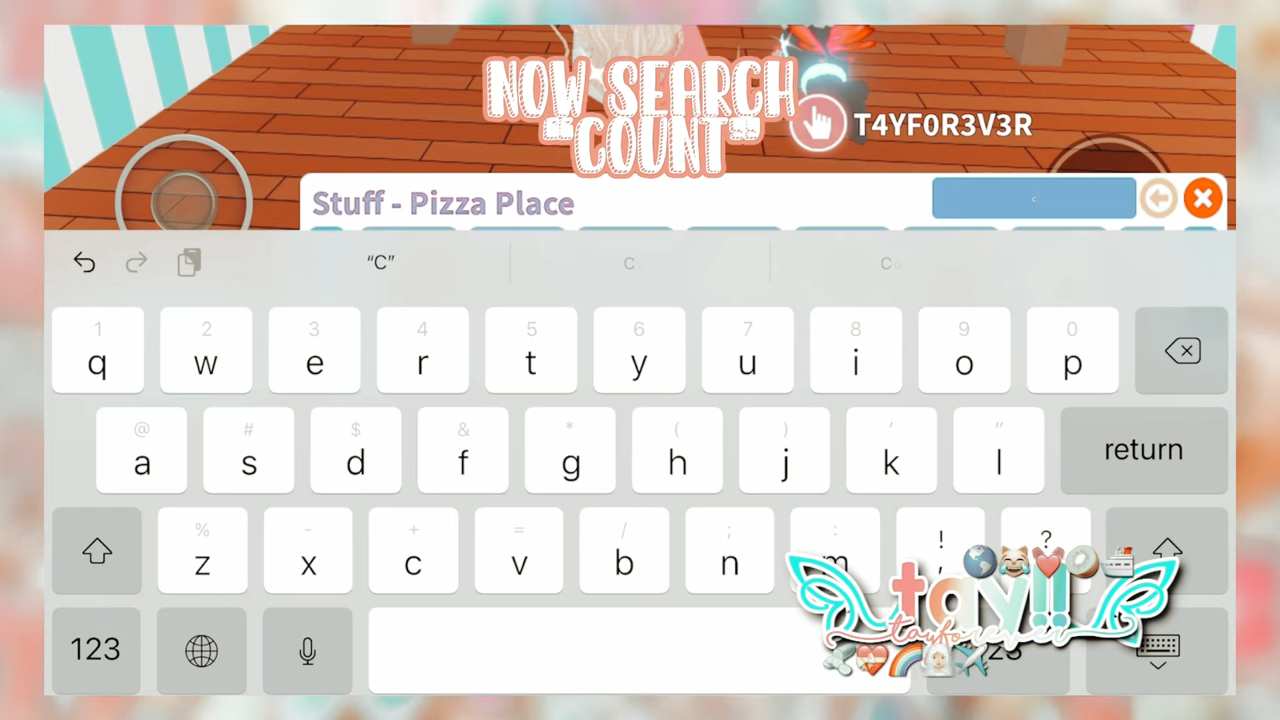 NOW SEARCH
"COUNT"
T4YF0R3V3R
Stuff - Pizza Place
c
"C" c c
1 2 3 4 5 6 7 8 9 0
q w e r t y u i o p
@ # $ & * ( ) ' "
a s d f g h j k l return
% - + = / ; : ! ?
z x c v b n m ,
tay!!
tayforever
123